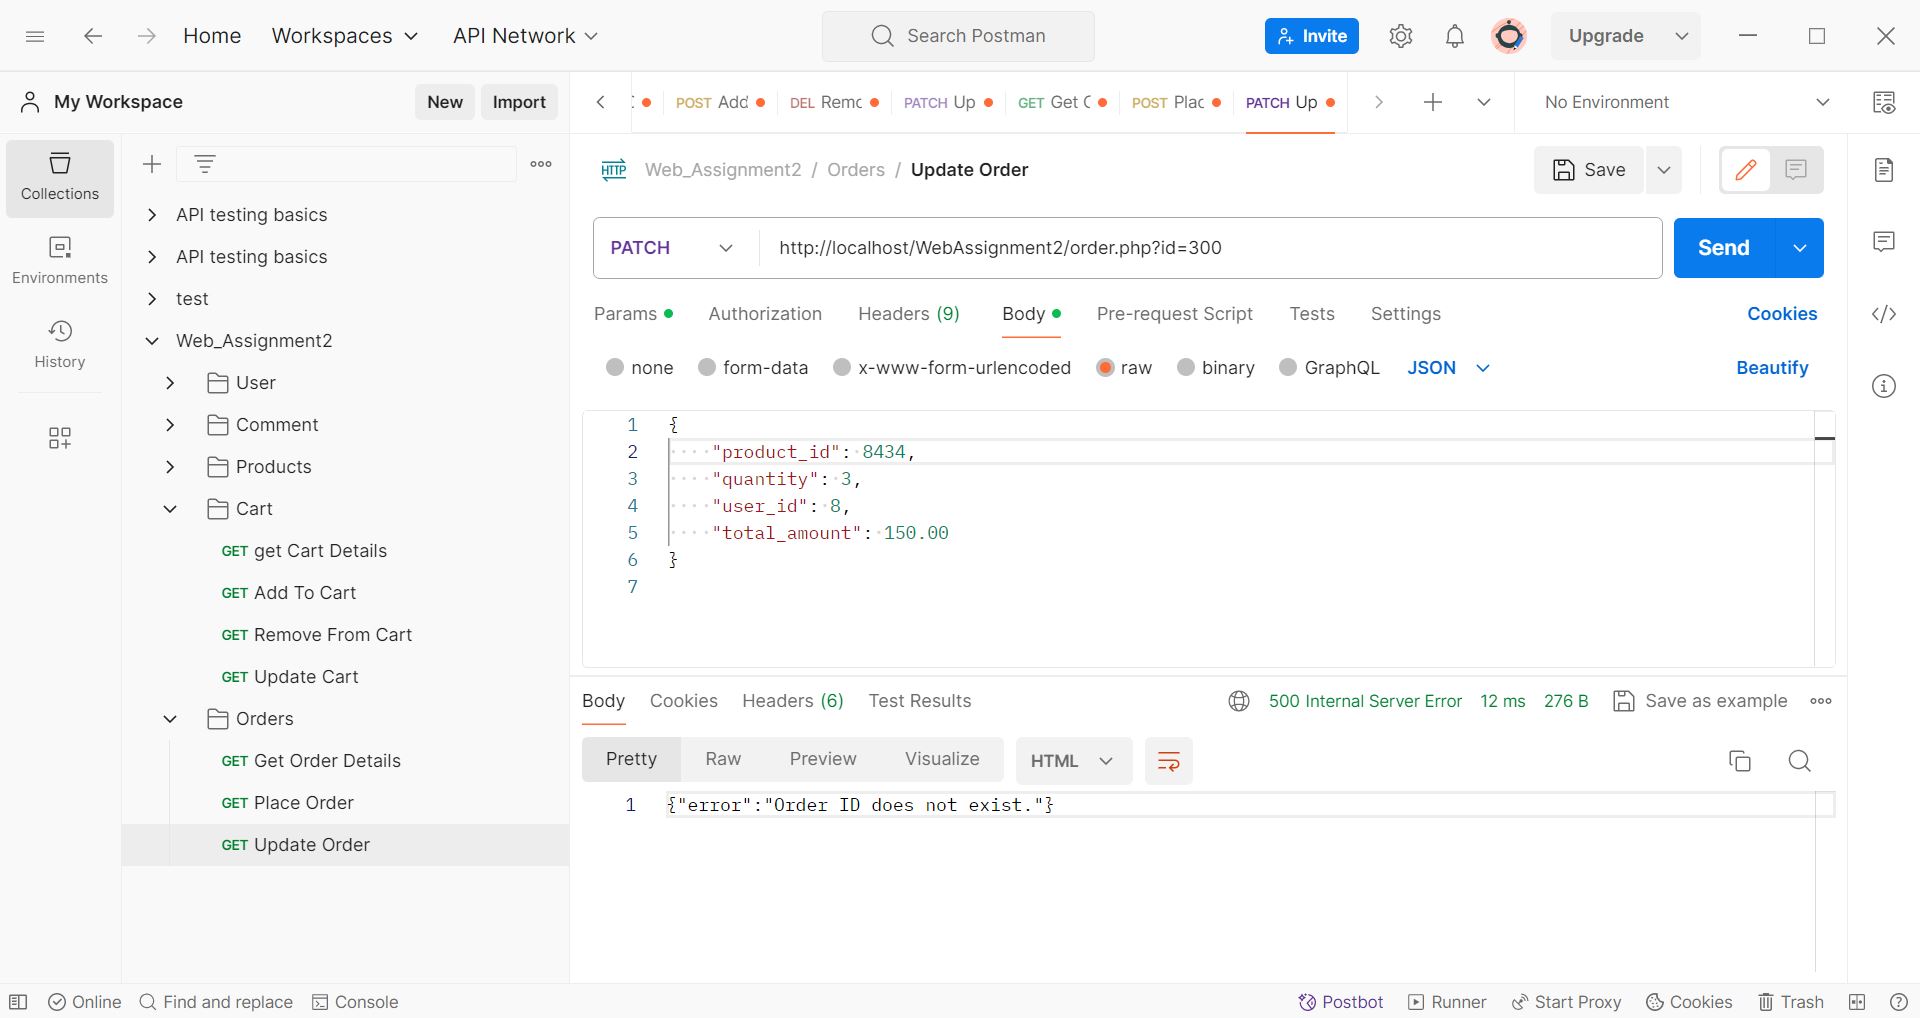 Home
Workspaces
API Network
Search Postman
Invite
Upgrade
My Workspace
New
Import
POST Add
DEL Remo
PATCH Up
GET Get
POST Plac
PATCH Up
No Environment
Collections
Environments
History
API testing basics
API testing basics
test
Web_Assignment2
User
Comment
Products
Cart
GET get Cart Details
GET Add To Cart
GET Remove From Cart
GET Update Cart
Orders
GET Get Order Details
GET Place Order
GET Update Order
HTTP
Web_Assignment2 / Orders / Update Order
Save
PATCH
http://localhost/WebAssignment2/order.php?id=300
Send
Params
Authorization
Headers (9)
Body
Pre-request Script
Tests
Settings
Cookies
none
form-data
x-www-form-urlencoded
raw
binary
GraphQL
JSON
Beautify
1 {
2 "product_id": 8434,
3 "quantity": 3,
4 "user_id": 8,
5 "total_amount": 150.00
6 }
7
Body
Cookies
Headers (6)
Test Results
500 Internal Server Error
12 ms
276 B
Save as example
Pretty
Raw
Preview
Visualize
HTML
1 {"error":"Order ID does not exist."}
Online
Find and replace
Console
Postbot
Runner
Start Proxy
Cookies
Trash